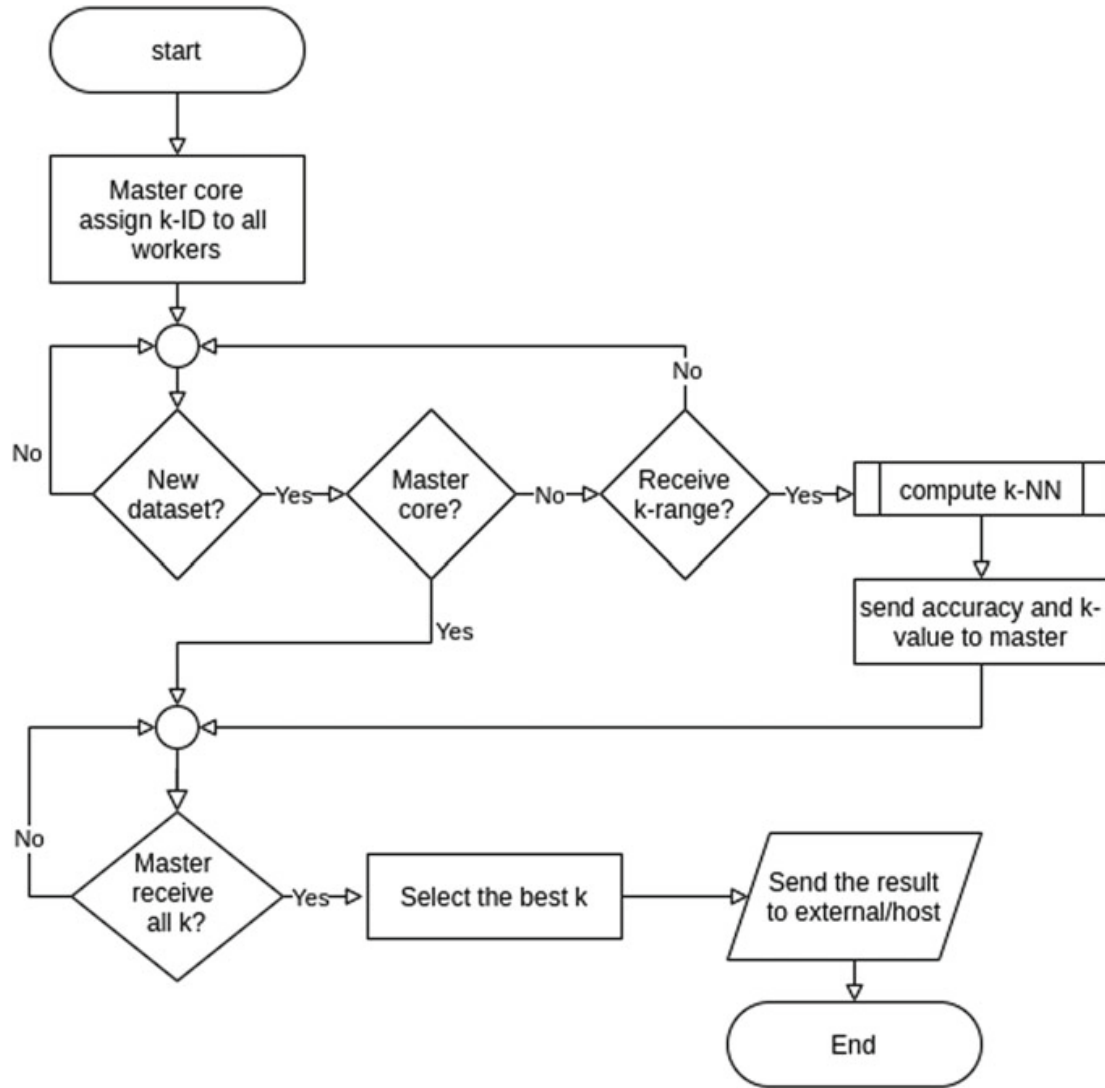 start
Master core
assign k-ID to all
workers
No
No
New
dataset?
Yes
Master
core?
No
Receive
k-range?
Yes
compute k-NN
send accuracy and k-
value to master
Yes
No
Master
receive
all k?
Yes
Select the best k
Send the result
to external/host
End